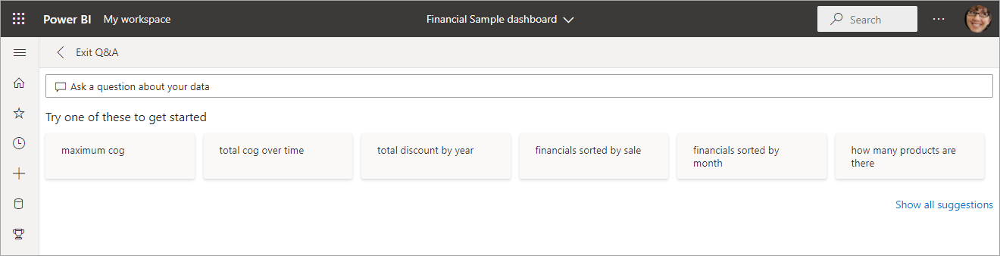 Power BI My workspace Financial Sample dashboard Search
Exit Q&A
Ask a question about your data
Try one of these to get started
maximum cog
total cog over time
total discount by year
financials sorted by sale
financials sorted by
month
how many products are
there
Show all suggestions